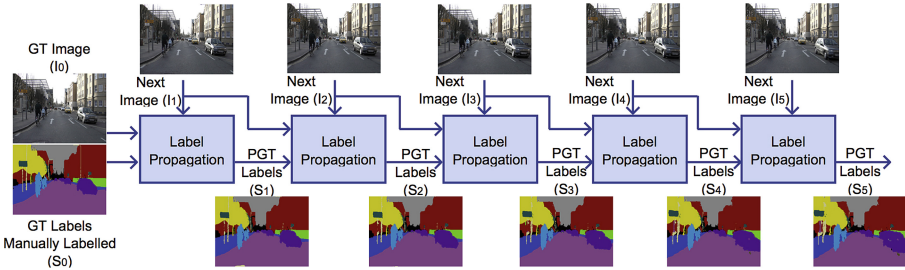 GT Image
(I0)
GT Labels
Manually Labelled
(S0)
Next
Image (I1)
Label
Propagation
PGT
Labels
(S1)
Next
Image (I2)
Label
Propagation
PGT
Labels
(S2)
Next
Image (I3)
Label
Propagation
PGT
Labels
(S3)
Next
Image (I4)
Label
Propagation
PGT
Labels
(S4)
Next
Image (I5)
Label
Propagation
PGT
Labels
(S5)